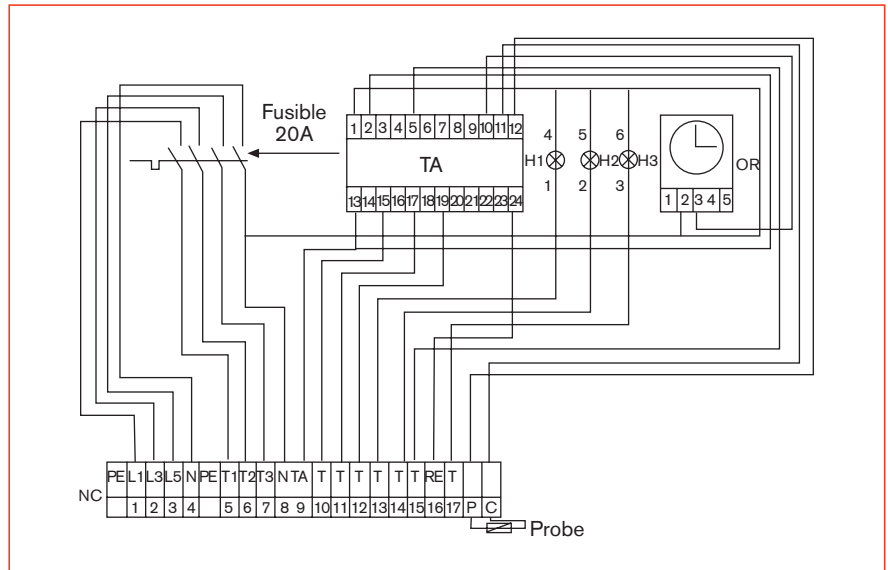 Fusible
20A
1 2 3 4 5 6 7 8 9 10 11 12
TA
13 14 15 16 17 18 19 20 21 22 23 24
4 5 6
H1 H2 H3
1 2 3
OR
1 2 3 4 5
PE L1 L3 L5 N PE T1 T2 T3 N TA T T T T T T RE T
NC
1 2 3 4 5 6 7 8 9 10 11 12 13 14 15 16 17 P C
Probe